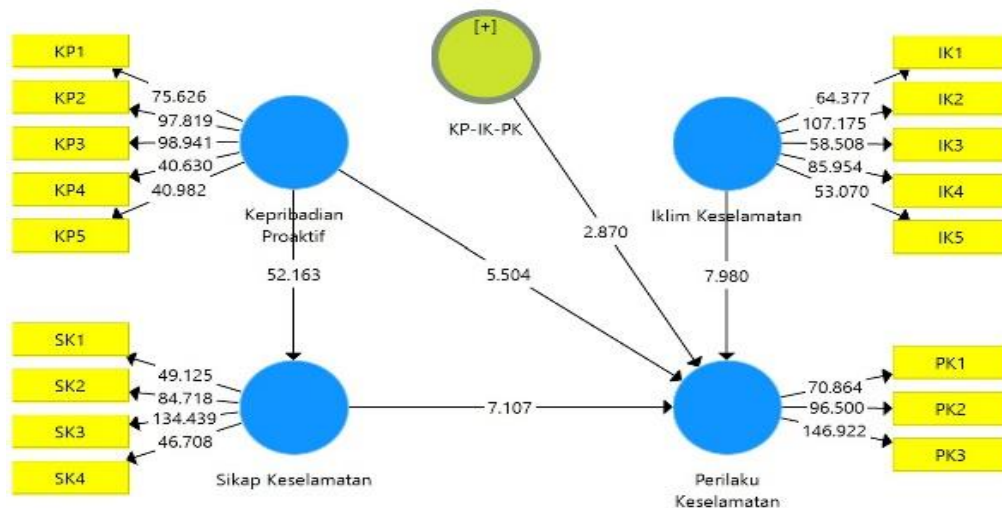 [+]
KP-IK-PK
KP1
KP2
KP3
KP4
KP5
75.626
97.819
98.941
40.630
40.982
Kepribadian
Proaktif
IK1
IK2
IK3
IK4
IK5
64.377
107.175
58.508
85.954
53.070
Iklim Keselamatan
52.163
5.504
2.870
7.980
SK1
SK2
SK3
SK4
49.125
84.718
134.439
46.708
Sikap Keselamatan
7.107
PK1
PK2
PK3
70.864
96.500
146.922
Perilaku
Keselamatan